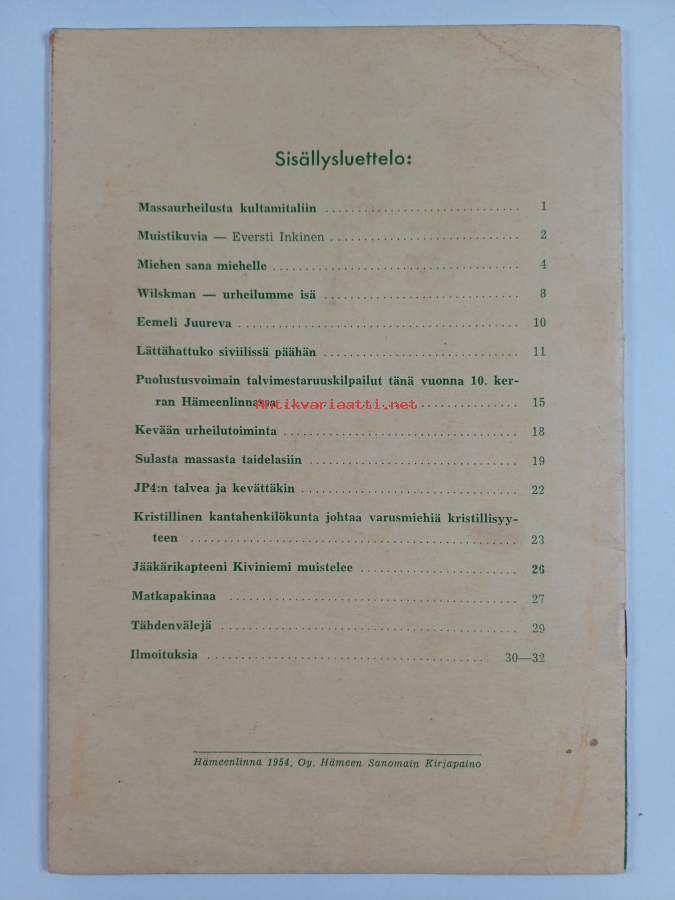 Sisällysluettelo:
Massaurheilusta kultamitaliin ............................... 1
Muistikuvia — Eversti Inkinen ............................... 2
Miehen sana miehelle ............................... 4
Wilskman — urheilumme isä ............................... 8
Eemeli Juureva ............................... 10
Lättähattuko siviilissä päähän ............................... 11
Puolustusvoimain talvimestaruuskilpailut tänä vuonna 10. ker-
ran Hämeenlinnassa ............................... 15
Antikvariaatti.net
Kevään urheilutoiminta ............................... 18
Sulasta massasta taidelasiin ............................... 19
JP4:n talvea ja kevättäkin ............................... 22
Kristillinen kantahenkilökunta johtaa varusmiehiä kristillisyy-
teen ............................... 23
Jääkärikapteeni Kiviniemi muistelee ............................... 26
Matkapakinaa ............................... 27
Tähdenvälejä ............................... 29
Ilmoituksia ............................... 30—32
Hämeenlinna 1954, Oy. Hämeen Sanomain Kirjapaino